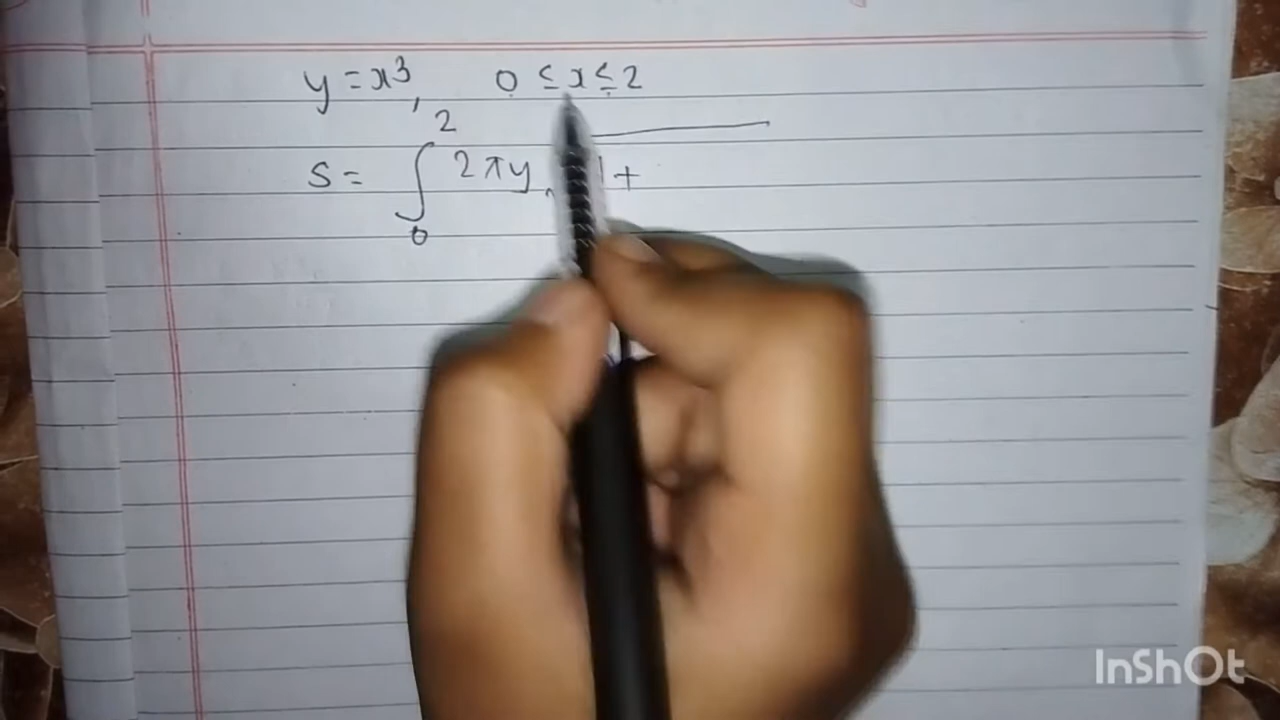 y = x³, 0 ≤ x ≤ 2
S = ∫₀² 2πy √1+
InShOt